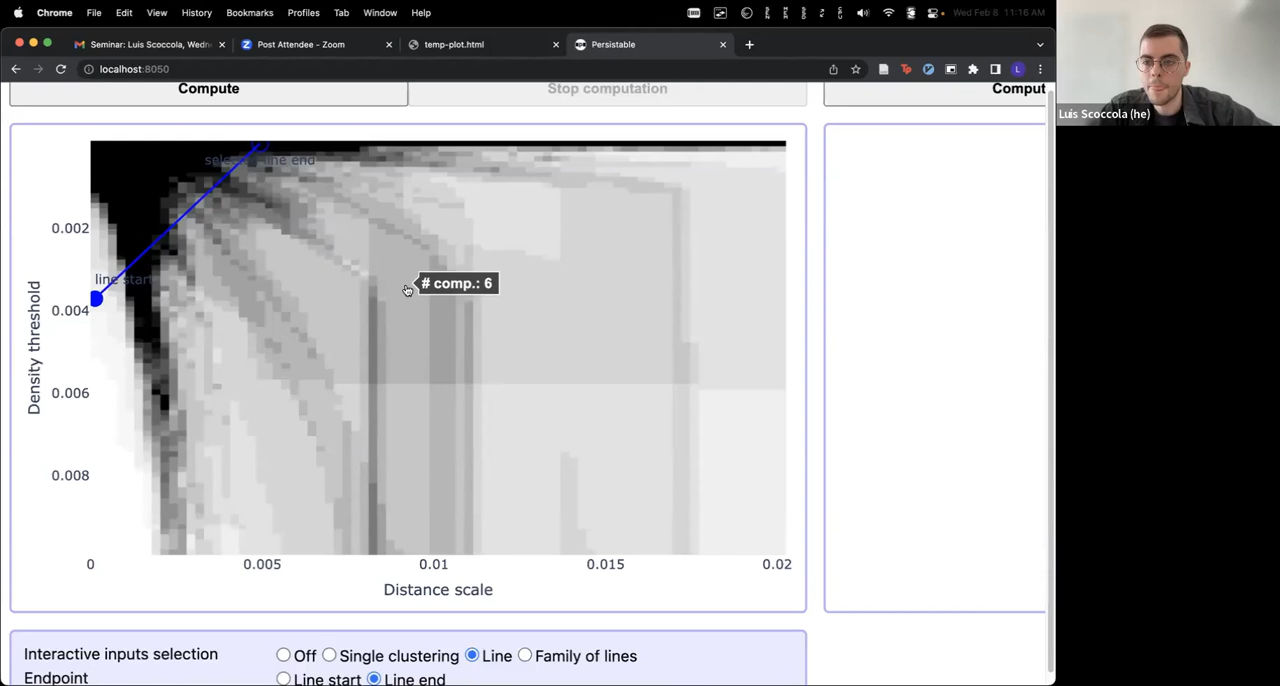 Chrome File Edit View History Bookmarks Profiles Tab Window Help Wed Feb 8 11:16 AM
Seminar: Luis Scoccola, Wedn
Post Attendee - Zoom
temp-plot.html
Persistable
localhost:8050
L
Luis Scoccola (he)
Compute
Stop computation
Comput
line end
line start
# comp.: 6
Density threshold
0.002
0.004
0.006
0.008
0 0.005 0.01 0.015 0.02
Distance scale
Interactive inputs selection Off Single clustering Line Family of lines
Endpoint Line start Line end